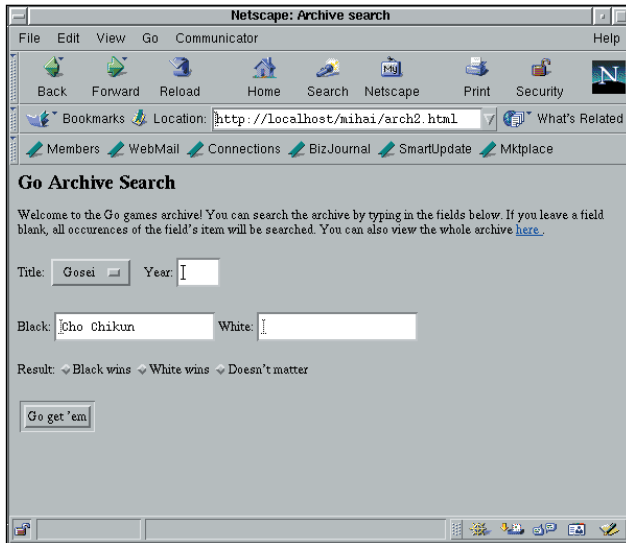 Netscape: Archive search
File Edit View Go Communicator Help
Back Forward Reload Home Search Netscape Print Security
My
N
Bookmarks Location: http://localhost/mihai/arch2.html What's Related
Members WebMail Connections BizJournal SmartUpdate Mktplace
Go Archive Search
Welcome to the Go games archive! You can search the archive by typing in the fields below. If you leave a field
blank, all occurences of the field's item will be searched. You can also view the whole archive here .
Title: Gosei Year:
Black: Cho Chikun White:
Result: Black wins White wins Doesn't matter
Go get 'em